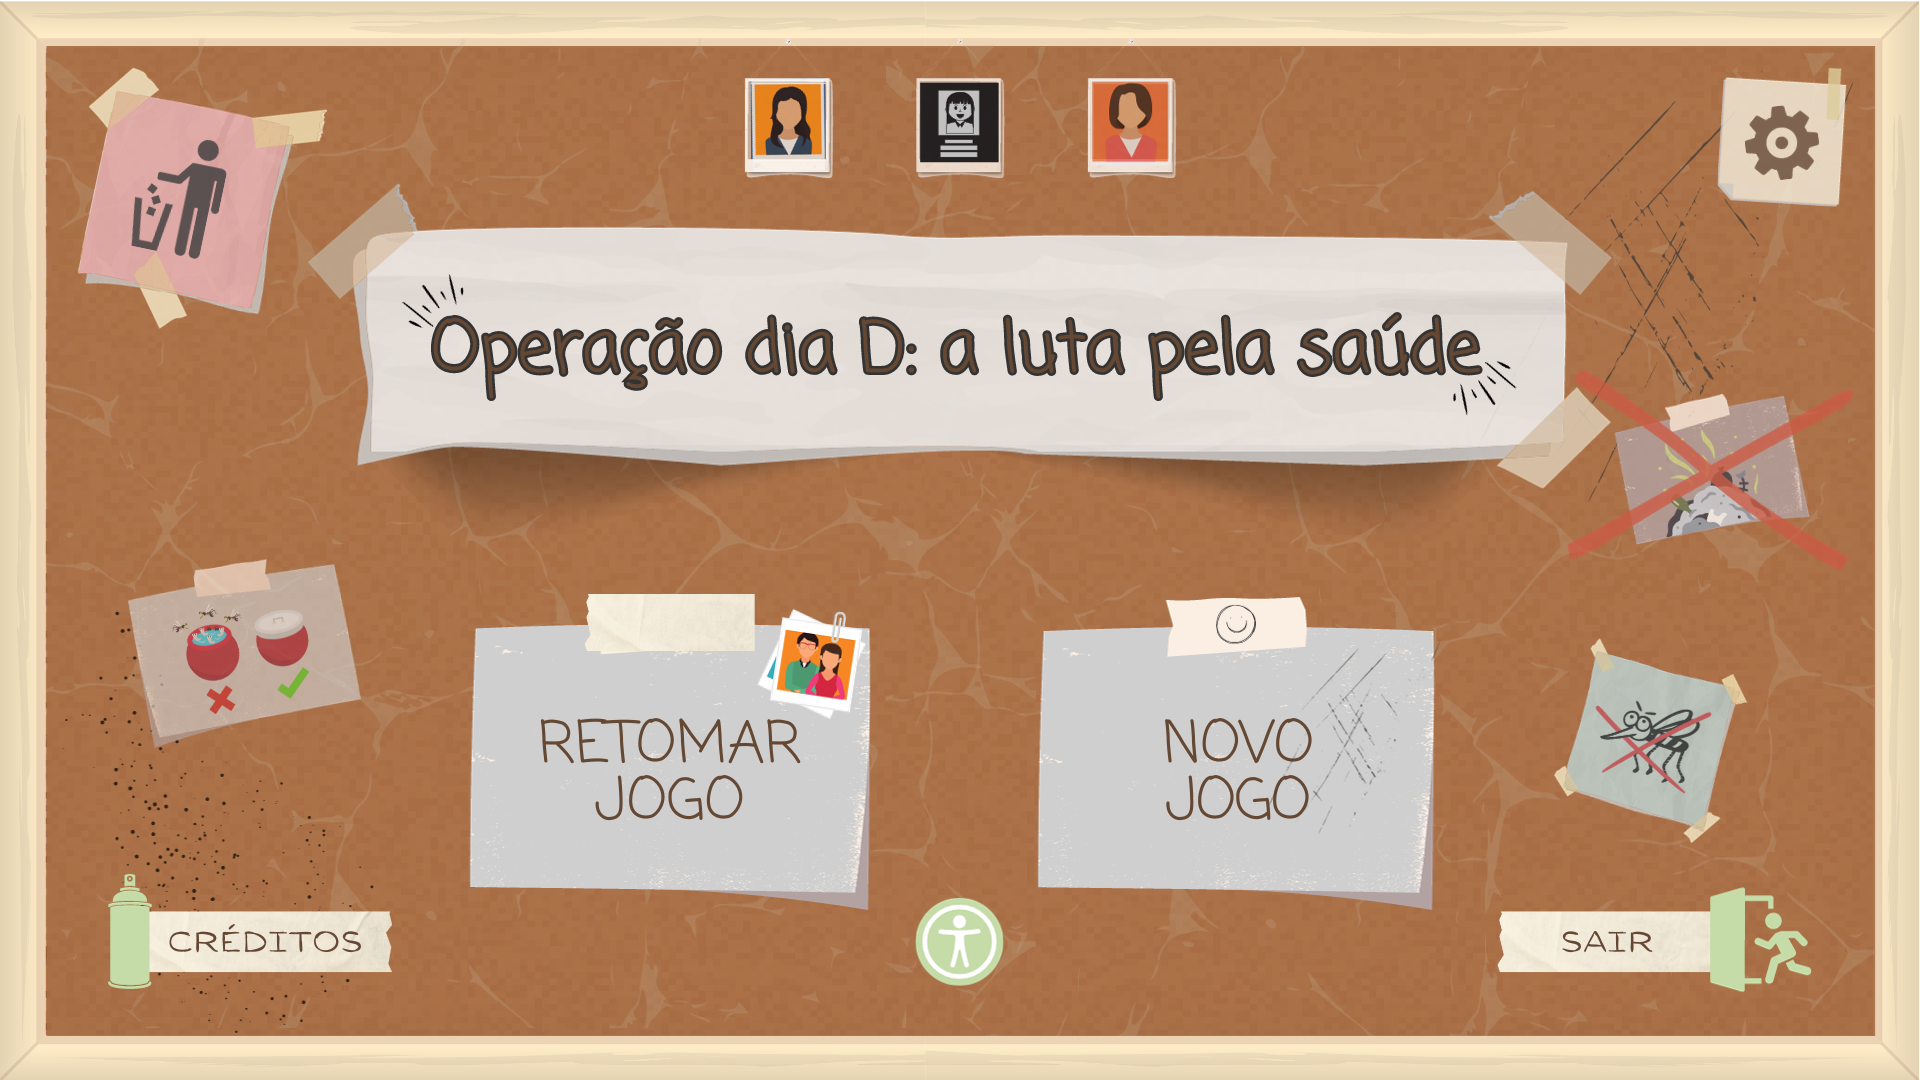 Operação dia D: a luta pela saúde
RETOMAR
JOGO
NOVO
JOGO
CRÉDITOS
SAIR